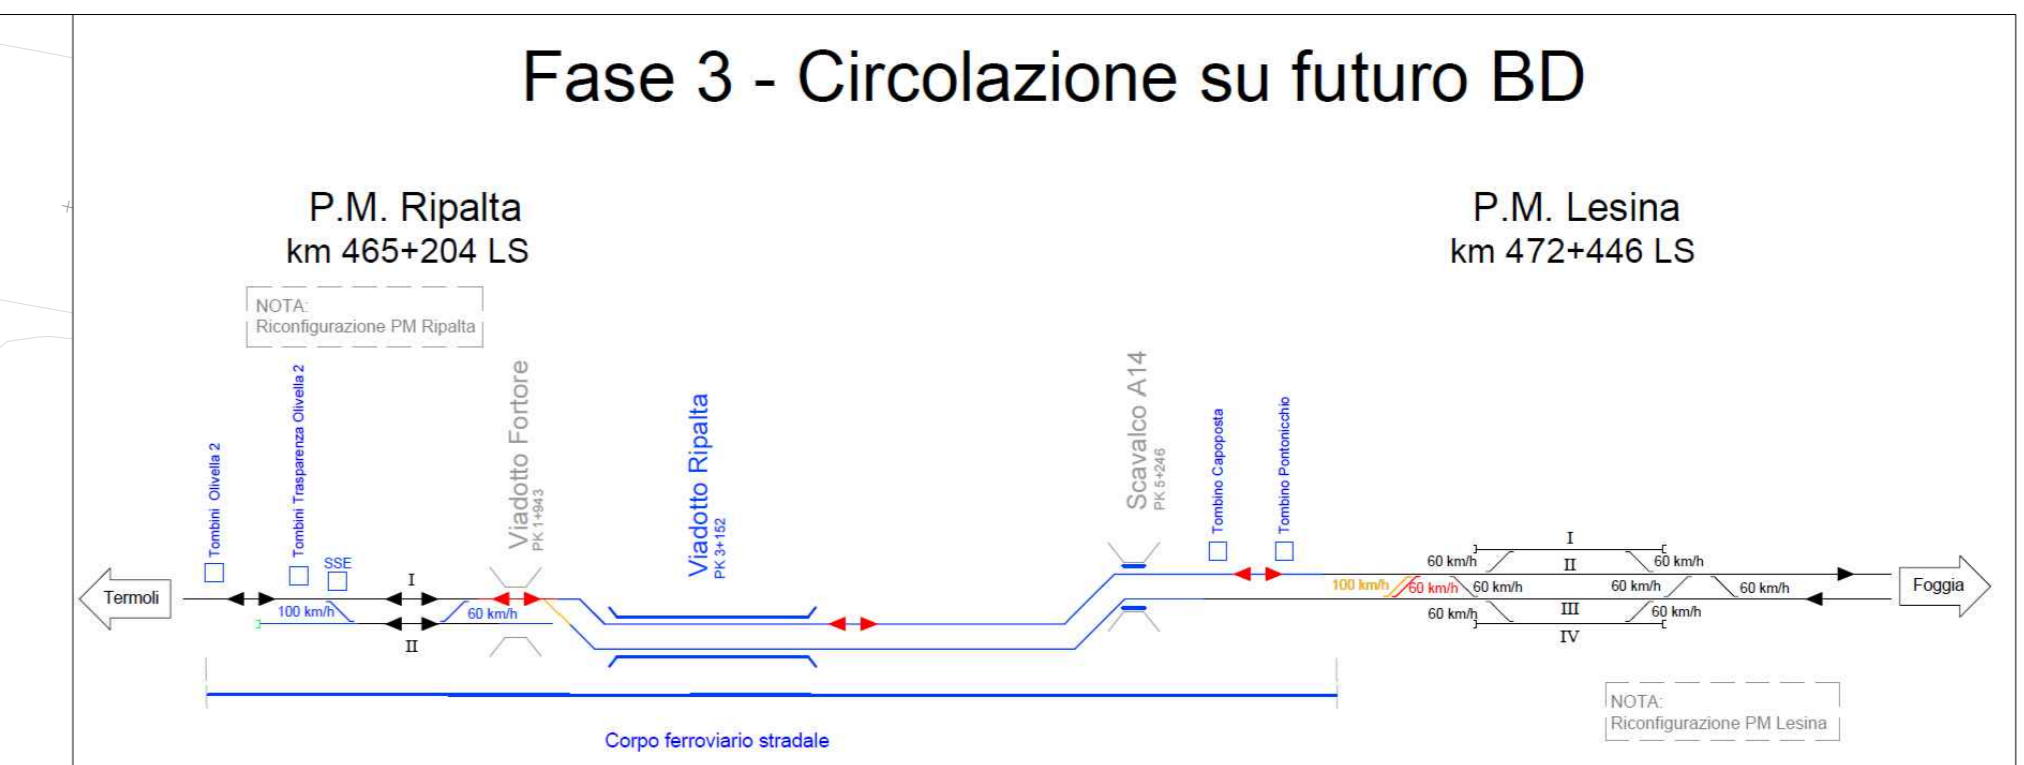 Fase 3 - Circolazione su futuro BD
P.M. Ripalta
km 465+204 LS
P.M. Lesina
km 472+446 LS
NOTA:
Riconfigurazione PM Ripalta
Tombini Olivella 2
Tombini Trasparenza Olivella 2
SSE
Viadotto Fortore
PK 1+943
Viadotto Ripalta
PK 3+152
Scavalco A14
PK 5+246
Tombino Capoposta
Tombino Pontonicchio
Termoli
I
100 km/h
60 km/h
II
100 km/h
60 km/h
60 km/h
60 km/h
60 km/h
I
II
III
IV
60 km/h
60 km/h
60 km/h
60 km/h
Foggia
Corpo ferroviario stradale
NOTA:
Riconfigurazione PM Lesina